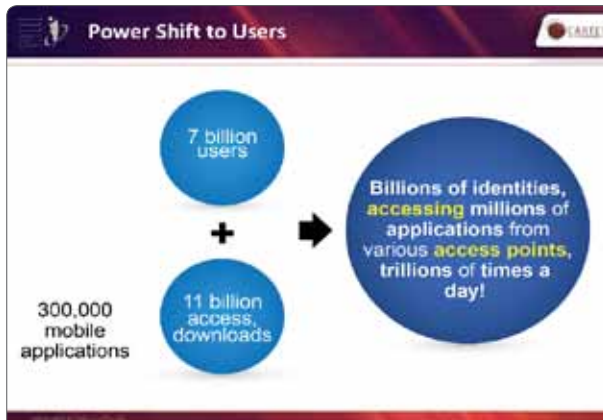 Power Shift to Users
7 billion
users
+
300,000
mobile
applications
11 billion
access,
downloads
Billions of identities,
accessing millions of
applications from
various access points,
trillions of times a
day!